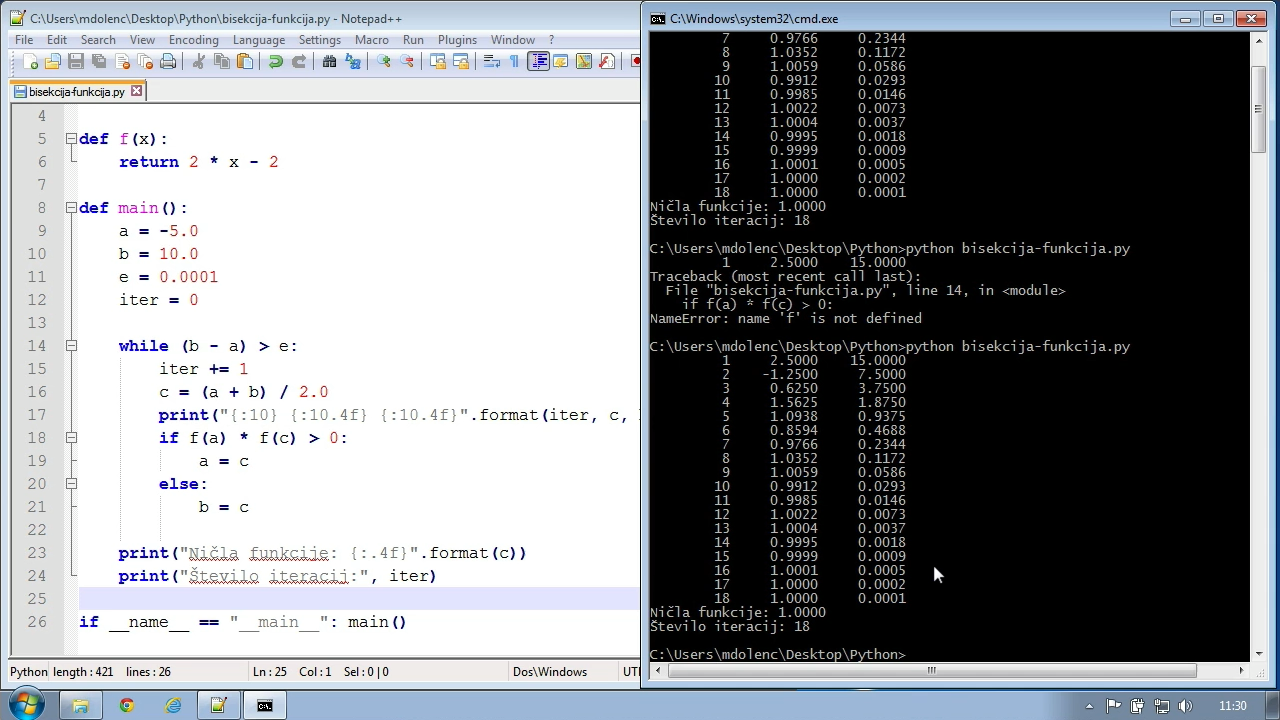 C:\Users\mdolenc\Desktop\Python\bisekcija-funkcija.py - Notepad++
File Edit Search View Encoding Language Settings Macro Run Plugins Window ?
bisekcija-funkcija.py
4
5 def f(x):
6 return 2 * x - 2
7
8 def main():
9 a = -5.0
10 b = 10.0
11 e = 0.0001
12 iter = 0
13
14 while (b - a) > e:
15 iter += 1
16 c = (a + b) / 2.0
17 print("{:10} {:10.4f} {:10.4f}".format(iter, c,
18 if f(a) * f(c) > 0:
19 a = c
20 else:
21 b = c
22
23 print("Ničla funkcije: {:.4f}".format(c))
24 print("Število iteracij:", iter)
25
26 if __name__ == "__main__": main()
Python length : 421 lines : 26 Ln : 25 Col : 1 Sel : 0 | 0 Dos\Windows
C:\Windows\system32\cmd.exe
7 0.9766 0.2344
8 1.0352 0.1172
9 1.0059 0.0586
10 0.9912 0.0293
11 0.9985 0.0146
12 1.0022 0.0073
13 1.0004 0.0037
14 0.9995 0.0018
15 0.9999 0.0009
16 1.0001 0.0005
17 1.0000 0.0002
18 1.0000 0.0001
Ničla funkcije: 1.0000
Število iteracij: 18
C:\Users\mdolenc\Desktop\Python>python bisekcija-funkcija.py
1 2.5000 15.0000
Traceback (most recent call last):
File "bisekcija-funkcija.py", line 14, in <module>
if f(a) * f(c) > 0:
NameError: name 'f' is not defined
C:\Users\mdolenc\Desktop\Python>python bisekcija-funkcija.py
1 2.5000 15.0000
2 -1.2500 7.5000
3 0.6250 3.7500
4 1.5625 1.8750
5 1.0938 0.9375
6 0.8594 0.4688
7 0.9766 0.2344
8 1.0352 0.1172
9 1.0059 0.0586
10 0.9912 0.0293
11 0.9985 0.0146
12 1.0022 0.0073
13 1.0004 0.0037
14 0.9995 0.0018
15 0.9999 0.0009
16 1.0001 0.0005
17 1.0000 0.0002
18 1.0000 0.0001
Ničla funkcije: 1.0000
Število iteracij: 18
C:\Users\mdolenc\Desktop\Python>
11:30